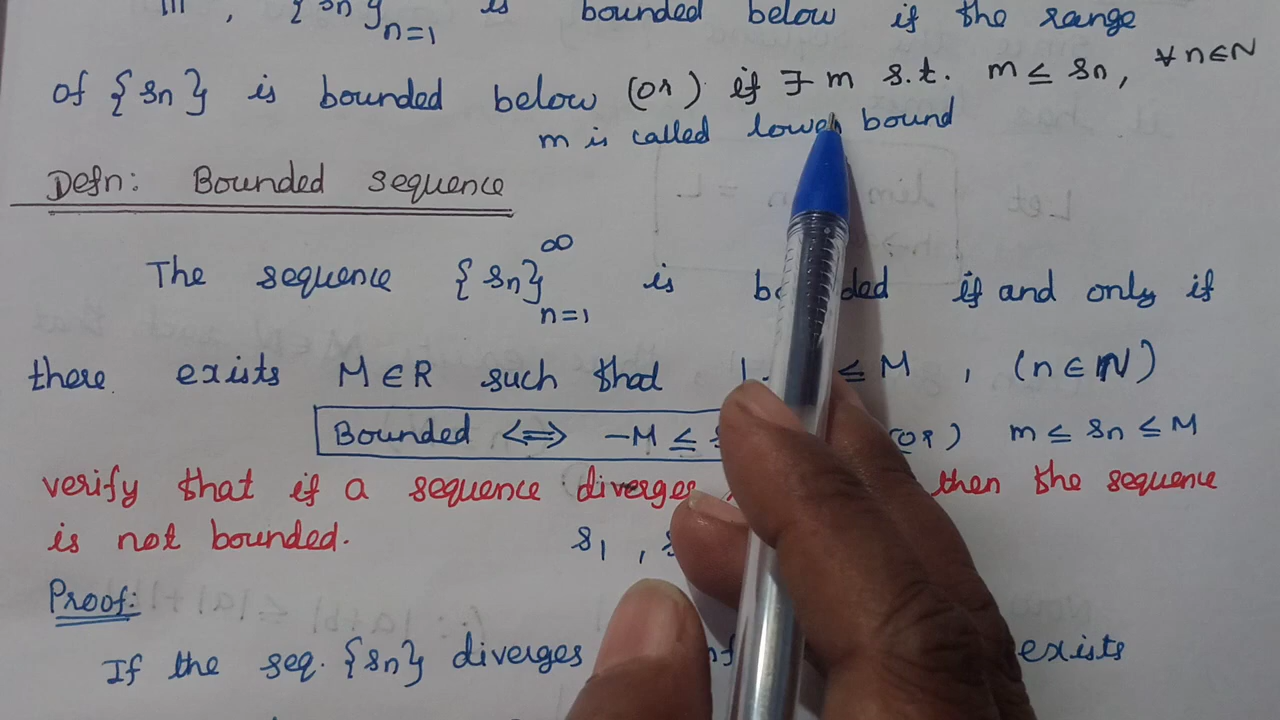 {sn}n=1 is bounded below if the range
of {sn} is bounded below (or) if ∃ m s.t. m ≤ sn, ∀ n∈N
m is called lower bound
Defn: Bounded sequence
The sequence {sn}∞n=1 is if and only if
there exists M∈R such that ≤ M , (n∈N)
Bounded ⟺ -M ≤ (or) m ≤ sn ≤ M
verify that if a sequence diverges then the sequence
is not bounded.
s1 ,
Proof:
If the seq. {sn} diverges exists